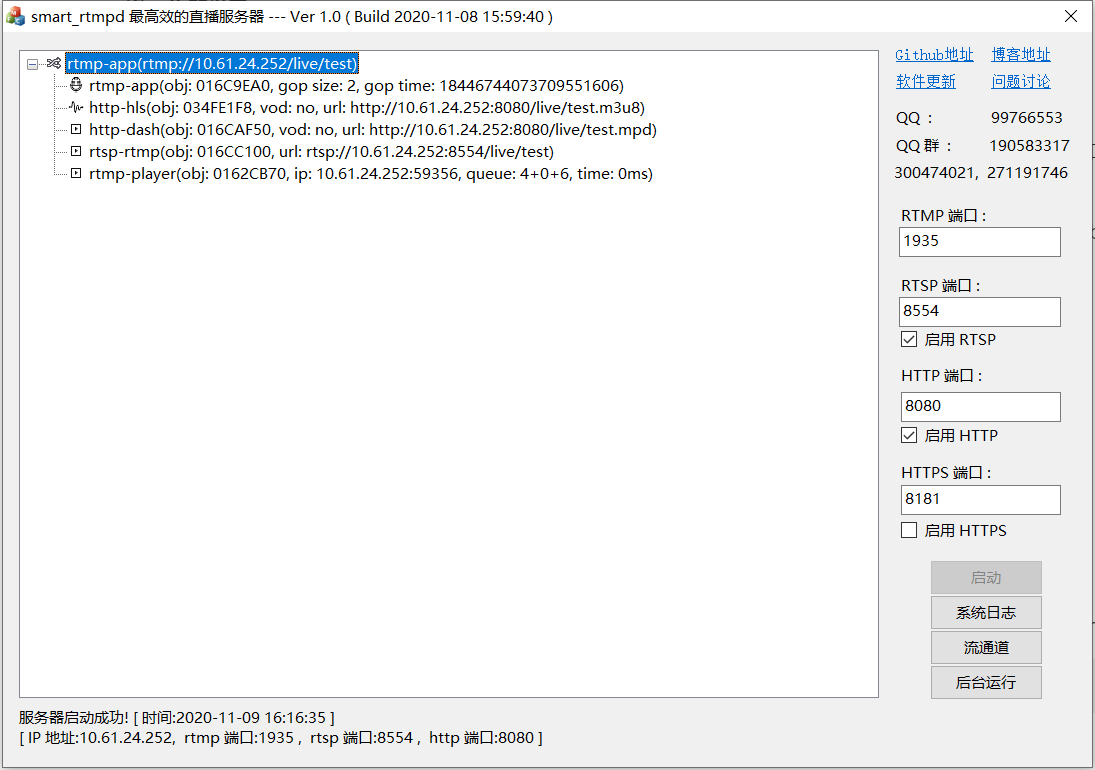 smart_rtmpd 最高效的直播服务器 --- Ver 1.0 ( Build 2020-11-08 15:59:40 )
rtmp-app(rtmp://10.61.24.252/live/test)
rtmp-app(obj: 016C9EA0, gop size: 2, gop time: 18446744073709551606)
http-hls(obj: 034FE1F8, vod: no, url: http://10.61.24.252:8080/live/test.m3u8)
http-dash(obj: 016CAF50, vod: no, url: http://10.61.24.252:8080/live/test.mpd)
rtsp-rtmp(obj: 016CC100, url: rtsp://10.61.24.252:8554/live/test)
rtmp-player(obj: 0162CB70, ip: 10.61.24.252:59356, queue: 4+0+6, time: 0ms)
Github地址 博客地址
软件更新 问题讨论
QQ : 99766553
QQ 群 : 190583317
300474021, 271191746
RTMP 端口 :
1935
RTSP 端口 :
8554
启用 RTSP
HTTP 端口 :
8080
启用 HTTP
HTTPS 端口 :
8181
启用 HTTPS
启动
系统日志
流通道
后台运行
服务器启动成功! [ 时间:2020-11-09 16:16:35 ]
[ IP 地址:10.61.24.252, rtmp 端口:1935 , rtsp 端口:8554 , http 端口:8080 ]